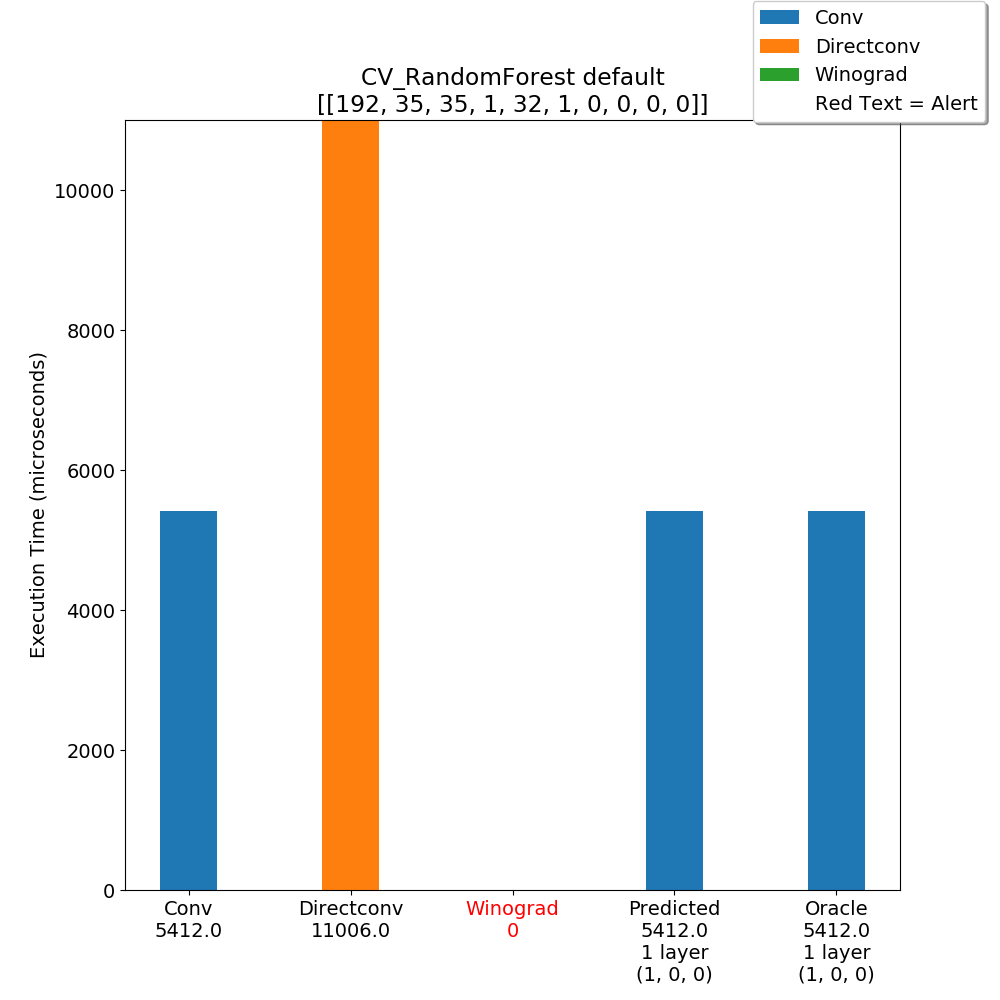 Conv
Directconv
Winograd
Red Text = Alert
CV_RandomForest default
[[192, 35, 35, 1, 32, 1, 0, 0, 0, 0]]
Execution Time (microseconds)
10000
8000
6000
4000
2000
0
Conv
5412.0
Directconv
11006.0
Winograd
0
Predicted
5412.0
1 layer
(1, 0, 0)
Oracle
5412.0
1 layer
(1, 0, 0)